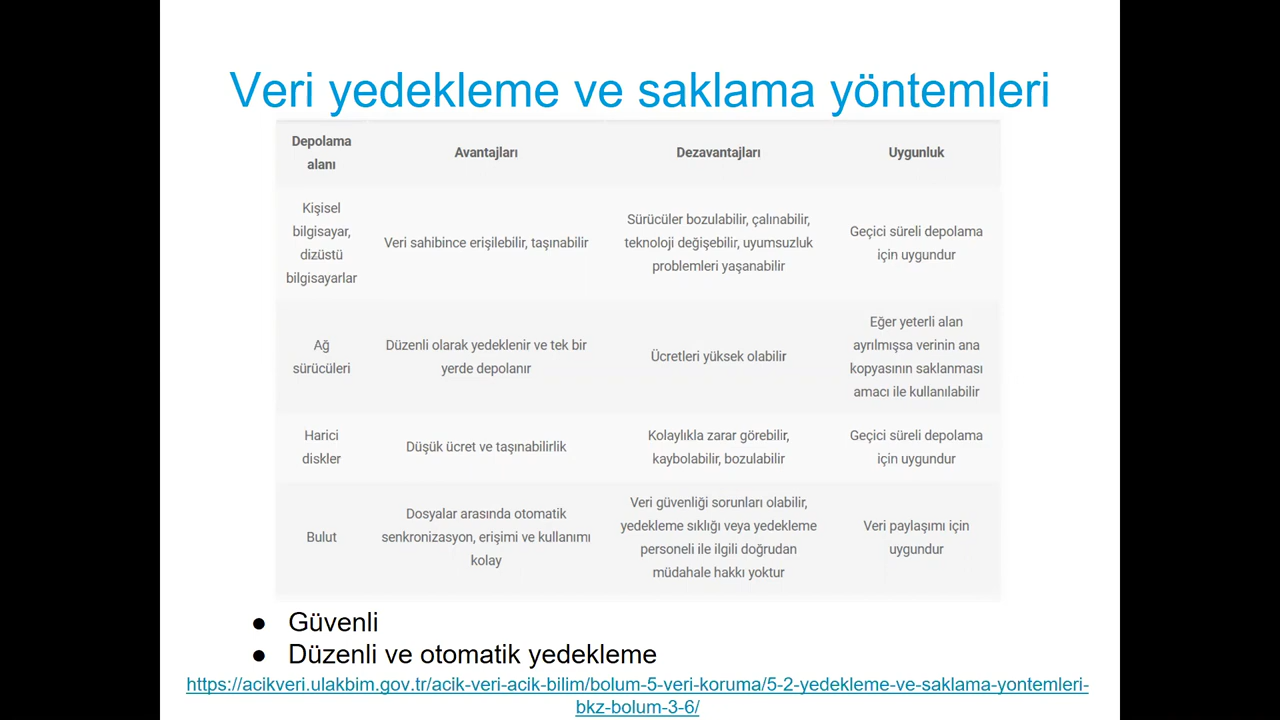 Veri yedekleme ve saklama yöntemleri
Depolama
alanı
Avantajları
Dezavantajları
Uygunluk
Kişisel
bilgisayar,
dizüstü
bilgisayarlar
Veri sahibince erişilebilir, taşınabilir
Sürücüler bozulabilir, çalınabilir,
teknoloji değişebilir, uyumsuzluk
problemleri yaşanabilir
Geçici süreli depolama
için uygundur
Ağ
sürücüleri
Düzenli olarak yedeklenir ve tek bir
yerde depolanır
Ücretleri yüksek olabilir
Eğer yeterli alan
ayrılmışsa verinin ana
kopyasının saklanması
amacı ile kullanılabilir
Harici
diskler
Düşük ücret ve taşınabilirlik
Kolaylıkla zarar görebilir,
kaybolabilir, bozulabilir
Geçici süreli depolama
için uygundur
Bulut
Dosyalar arasında otomatik
senkronizasyon, erişimi ve kullanımı
kolay
Veri güvenliği sorunları olabilir,
yedekleme sıklığı veya yedekleme
personeli ile ilgili doğrudan
müdahale hakkı yoktur
Veri paylaşımı için
uygundur
● Güvenli
● Düzenli ve otomatik yedekleme
https://acikveri.ulakbim.gov.tr/acik-veri-acik-bilim/bolum-5-veri-koruma/5-2-yedekleme-ve-saklama-yontemleri-
bkz-bolum-3-6/